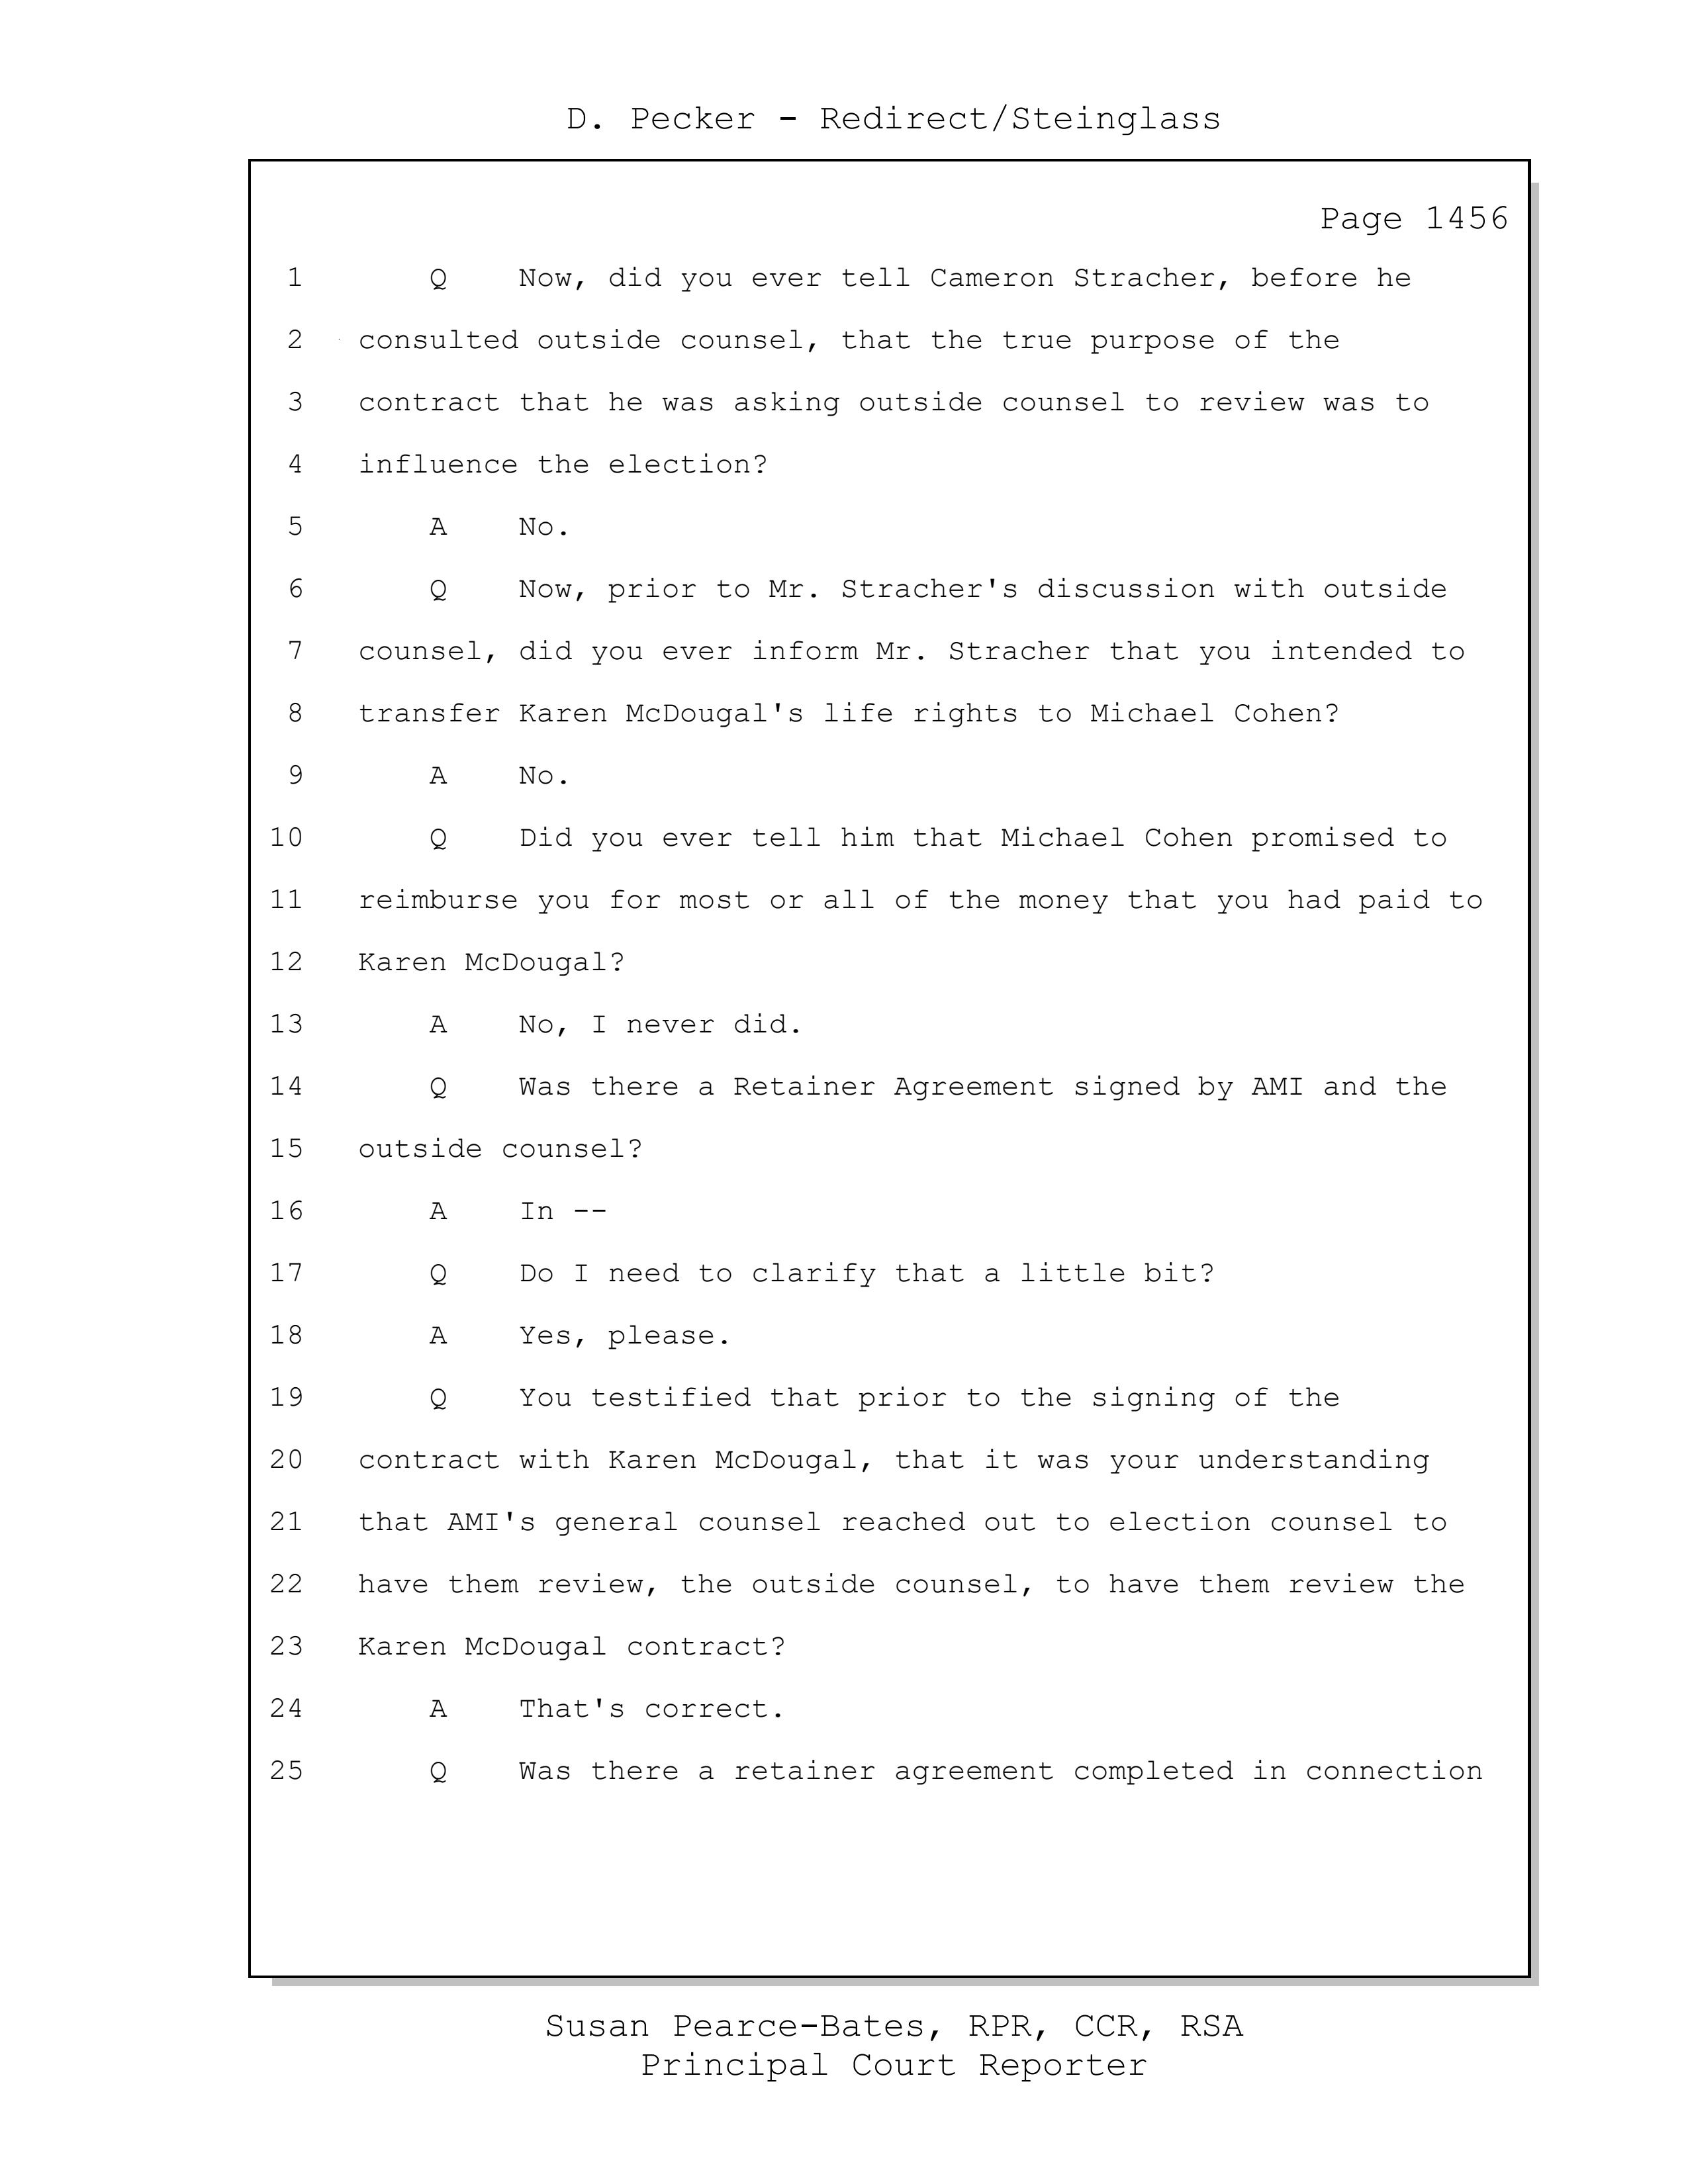 D. Pecker - Redirect/Steinglass
Page 1456
1 Q Now, did you ever tell Cameron Stracher, before he
2 consulted outside counsel, that the true purpose of the
3 contract that he was asking outside counsel to review was to
4 influence the election?
5 A No.
6 Q Now, prior to Mr. Stracher's discussion with outside
7 counsel, did you ever inform Mr. Stracher that you intended to
8 transfer Karen McDougal's life rights to Michael Cohen?
9 A No.
10 Q Did you ever tell him that Michael Cohen promised to
11 reimburse you for most or all of the money that you had paid to
12 Karen McDougal?
13 A No, I never did.
14 Q Was there a Retainer Agreement signed by AMI and the
15 outside counsel?
16 A In --
17 Q Do I need to clarify that a little bit?
18 A Yes, please.
19 Q You testified that prior to the signing of the
20 contract with Karen McDougal, that it was your understanding
21 that AMI's general counsel reached out to election counsel to
22 have them review, the outside counsel, to have them review the
23 Karen McDougal contract?
24 A That's correct.
25 Q Was there a retainer agreement completed in connection
Susan Pearce-Bates, RPR, CCR, RSA
Principal Court Reporter